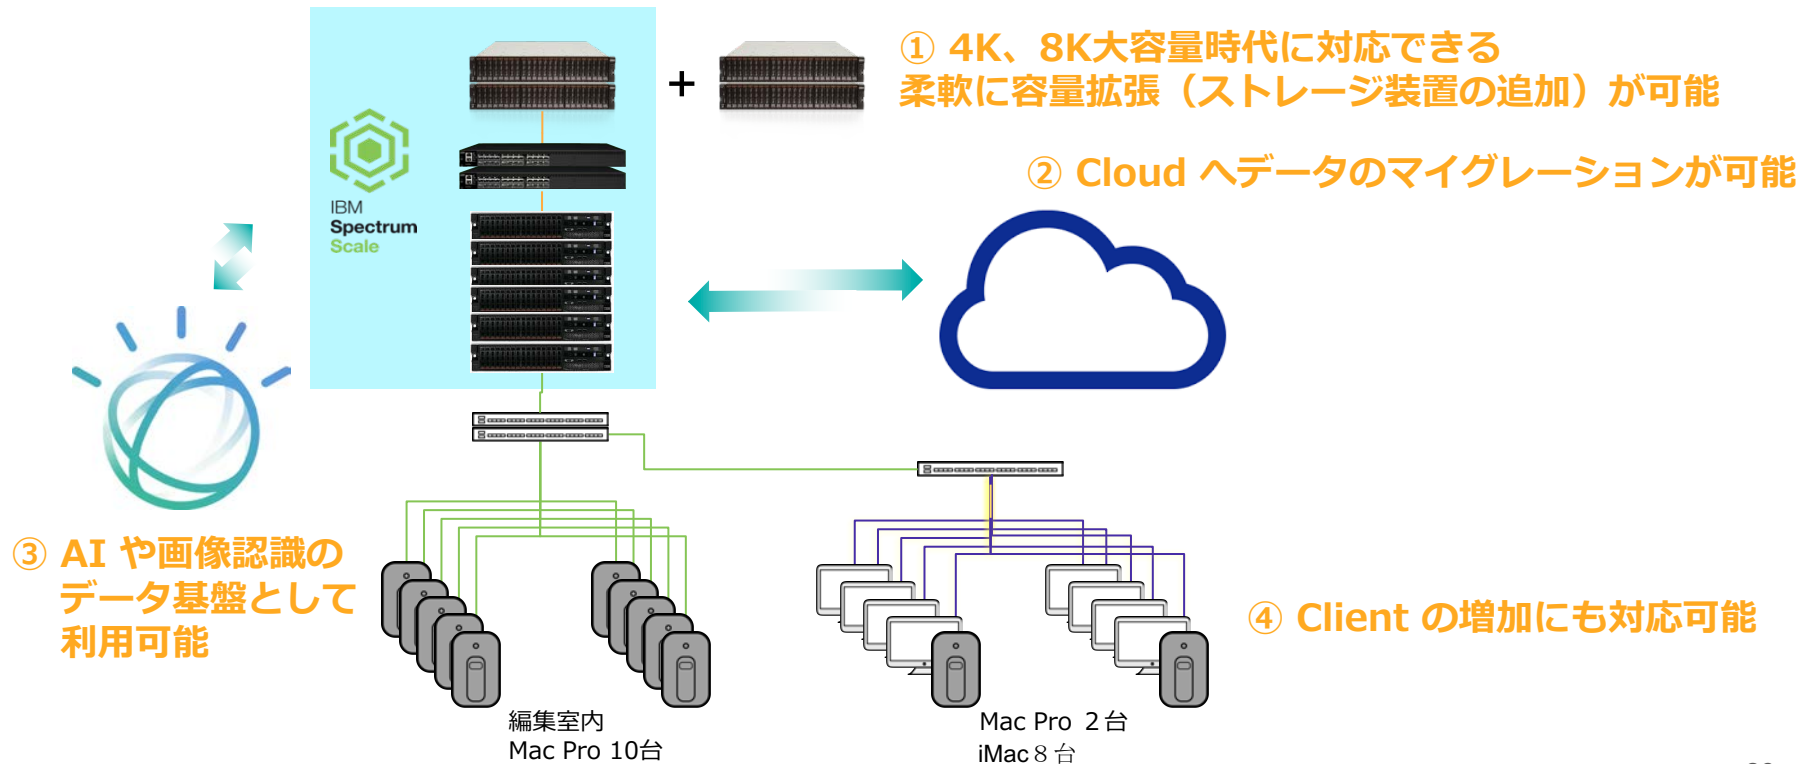 ① 4K、8K大容量時代に対応できる
柔軟に容量拡張（ストレージ装置の追加）が可能
② Cloud へデータのマイグレーションが可能
IBM
Spectrum
Scale
③ AI や画像認識の
データ基盤として
利用可能
④ Client の増加にも対応可能
編集室内
Mac Pro 10台
Mac Pro ２台
iMac８台